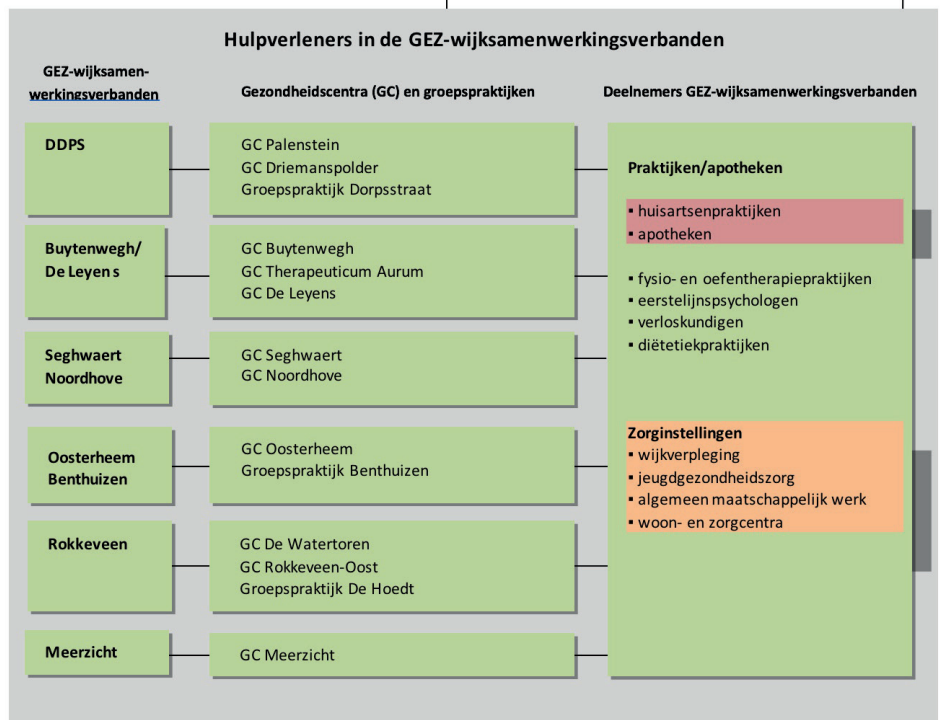 Hulpverleners in de GEZ-wijksamenwerkingsverbanden
GEZ-wijksamen-
werkingsverbanden
Gezondheidscentra (GC) en groepspraktijken
Deelnemers GEZ-wijksamenwerkingsverbanden
DDPS
GC Palenstein
GC Driemanspolder
Groepspraktijk Dorpsstraat
Buytenwegh/
De Leyens
GC Buytenwegh
GC Therapeuticum Aurum
GC De Leyens
Seghwaert
Noordhove
GC Seghwaert
GC Noordhove
Oosterheem
Benthuizen
GC Oosterheem
Groepspraktijk Benthuizen
Rokkeveen
GC De Watertoren
GC Rokkeveen-Oost
Groepspraktijk De Hoedt
Meerzicht
GC Meerzicht
Praktijken/apotheken
▪ huisartsenpraktijken
▪ apotheken
▪ fysio- en oefentherapiepraktijken
▪ eerstelijnspsychologen
▪ verloskundigen
▪ diëtetiekpraktijken
Zorginstellingen
▪ wijkverpleging
▪ jeugdgezondheidszorg
▪ algemeen maatschappelijk werk
▪ woon- en zorgcentra